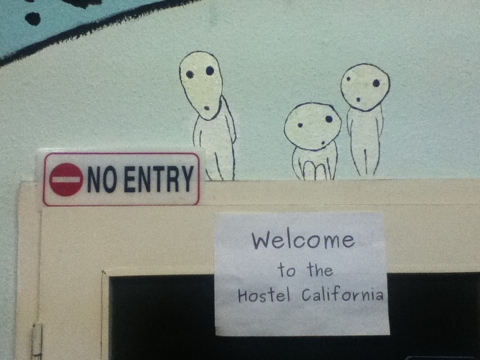 NO ENTRY
Welcome
to the
Hostel California